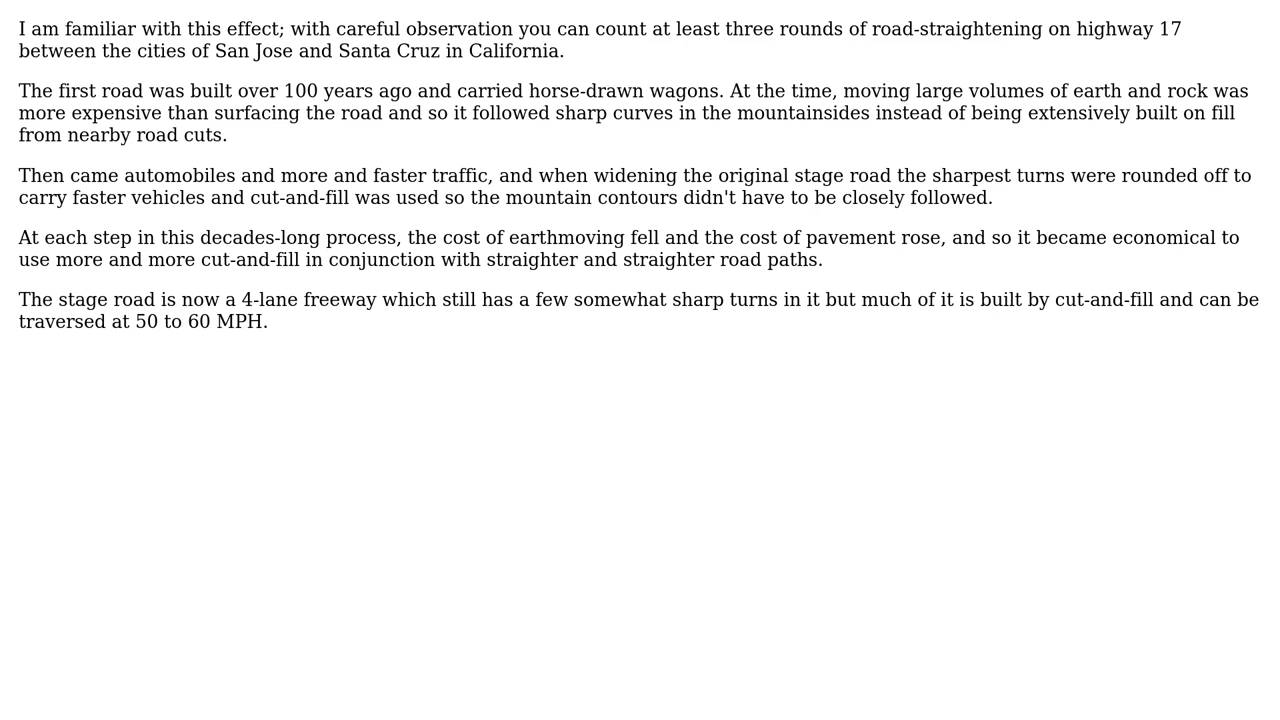 I am familiar with this effect; with careful observation you can count at least three rounds of road-straightening on highway 17
between the cities of San Jose and Santa Cruz in California.
The first road was built over 100 years ago and carried horse-drawn wagons. At the time, moving large volumes of earth and rock was
more expensive than surfacing the road and so it followed sharp curves in the mountainsides instead of being extensively built on fill
from nearby road cuts.
Then came automobiles and more and faster traffic, and when widening the original stage road the sharpest turns were rounded off to
carry faster vehicles and cut-and-fill was used so the mountain contours didn't have to be closely followed.
At each step in this decades-long process, the cost of earthmoving fell and the cost of pavement rose, and so it became economical to
use more and more cut-and-fill in conjunction with straighter and straighter road paths.
The stage road is now a 4-lane freeway which still has a few somewhat sharp turns in it but much of it is built by cut-and-fill and can be
traversed at 50 to 60 MPH.